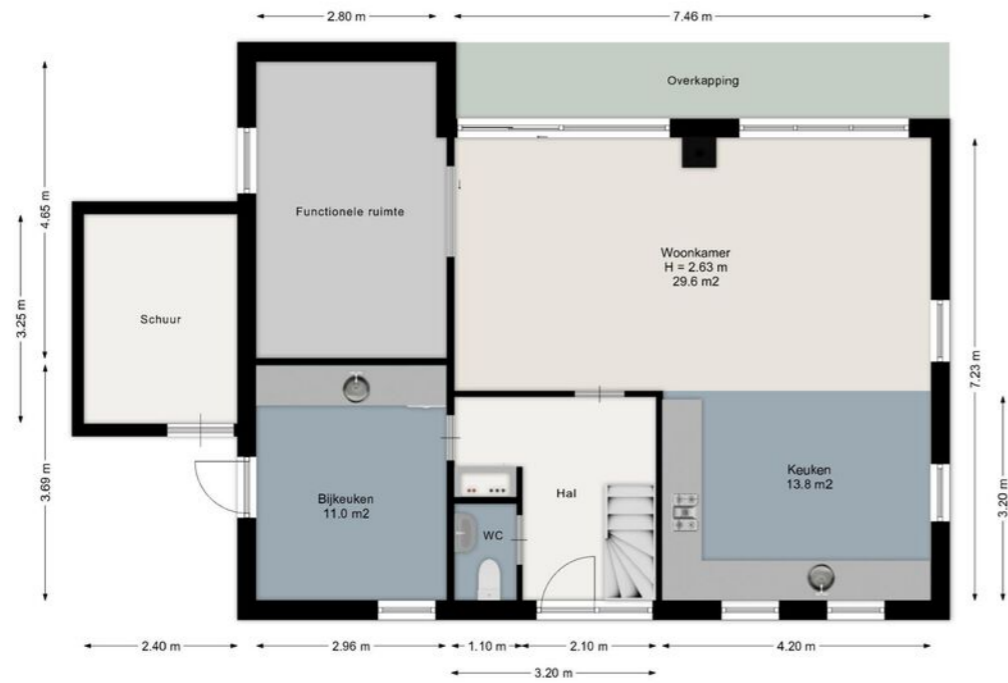 2.80 m
7.46 m
Overkapping
4.65 m
Functionele ruimte
Woonkamer
H = 2.63 m
29.6 m2
3.25 m
Schuur
7.23 m
3.69 m
Keuken
13.8 m2
Bijkeuken
11.0 m2
Hal
WC
3.20 m
2.40 m
2.96 m
1.10 m
2.10 m
4.20 m
3.20 m